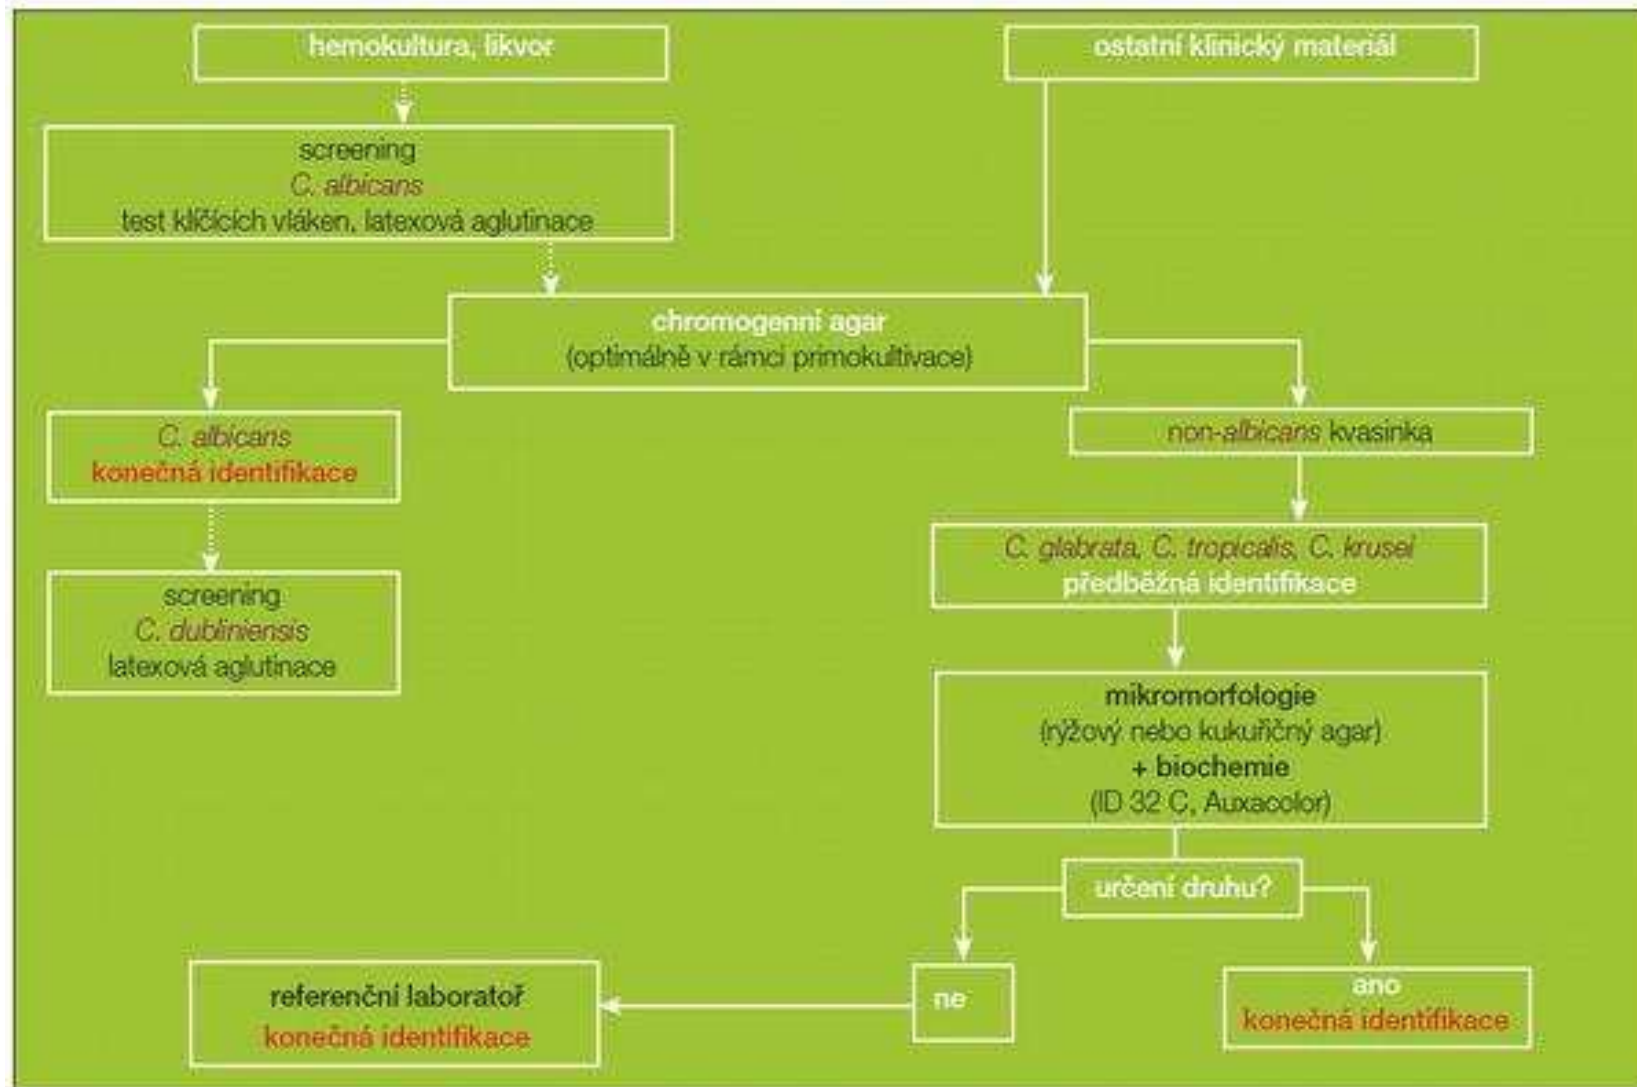 hemokultura, likvor
ostatní klinický materiál
screening
C. albicans
test klíčících vláken, latexová aglutinace
chromogenní agar
(optimálně v rámci primokultivace)
C. albicans
konečná identifikace
non-albicans kvasinka
screening
C. dubliniensis
latexová aglutinace
C. glabrata, C. tropicalis, C. krusei
předběžná identifikace
mikromorfologie
(rýžový nebo kukuřičný agar)
+ biochemie
(ID 32 C, Auxacolor)
určení druhu?
referenční laboratoř
konečná identifikace
ne
ano
konečná identifikace